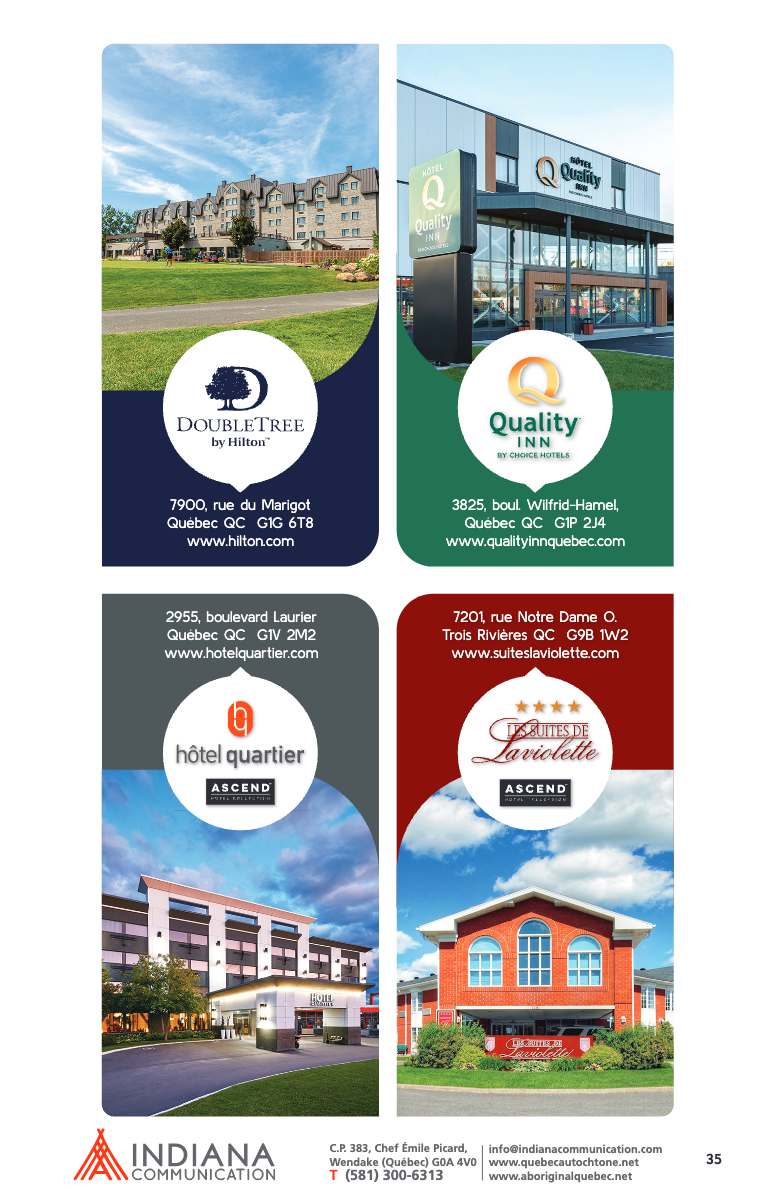 HÔTEL
Quality
INN
PAR CHOICE HOTELS
HÔTEL
Quality
INN
DOUBLETREE
by Hilton™
7900, rue du Marigot
Québec QC G1G 6T8
www.hilton.com
Quality
INN
BY CHOICE HOTELS
3825, boul. Wilfrid-Hamel,
Québec QC G1P 2J4
www.qualityinnquebec.com
2955, boulevard Laurier
Québec QC G1V 2M2
www.hotelquartier.com
hôtel quartier
ASCEND
HOTEL COLLECTION
7201, rue Notre Dame O.
Trois Rivières QC G9B 1W2
www.suiteslaviolette.com
LES SUITES DE
Laviolette
ASCEND
HOTEL COLLECTION
HOTEL
QUARTIER
LES SUITES DE
Laviolette
INDIANA
COMMUNICATION
C.P. 383, Chef Émile Picard,
Wendake (Québec) G0A 4V0
T (581) 300-6313
info@indianacommunication.com
www.quebecautochtone.net
www.aboriginalquebec.net
35